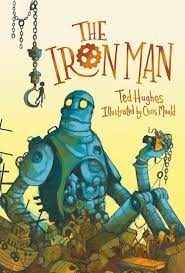 THE
IRON MAN
Ted Hughes
Illustrated by Chris Mould